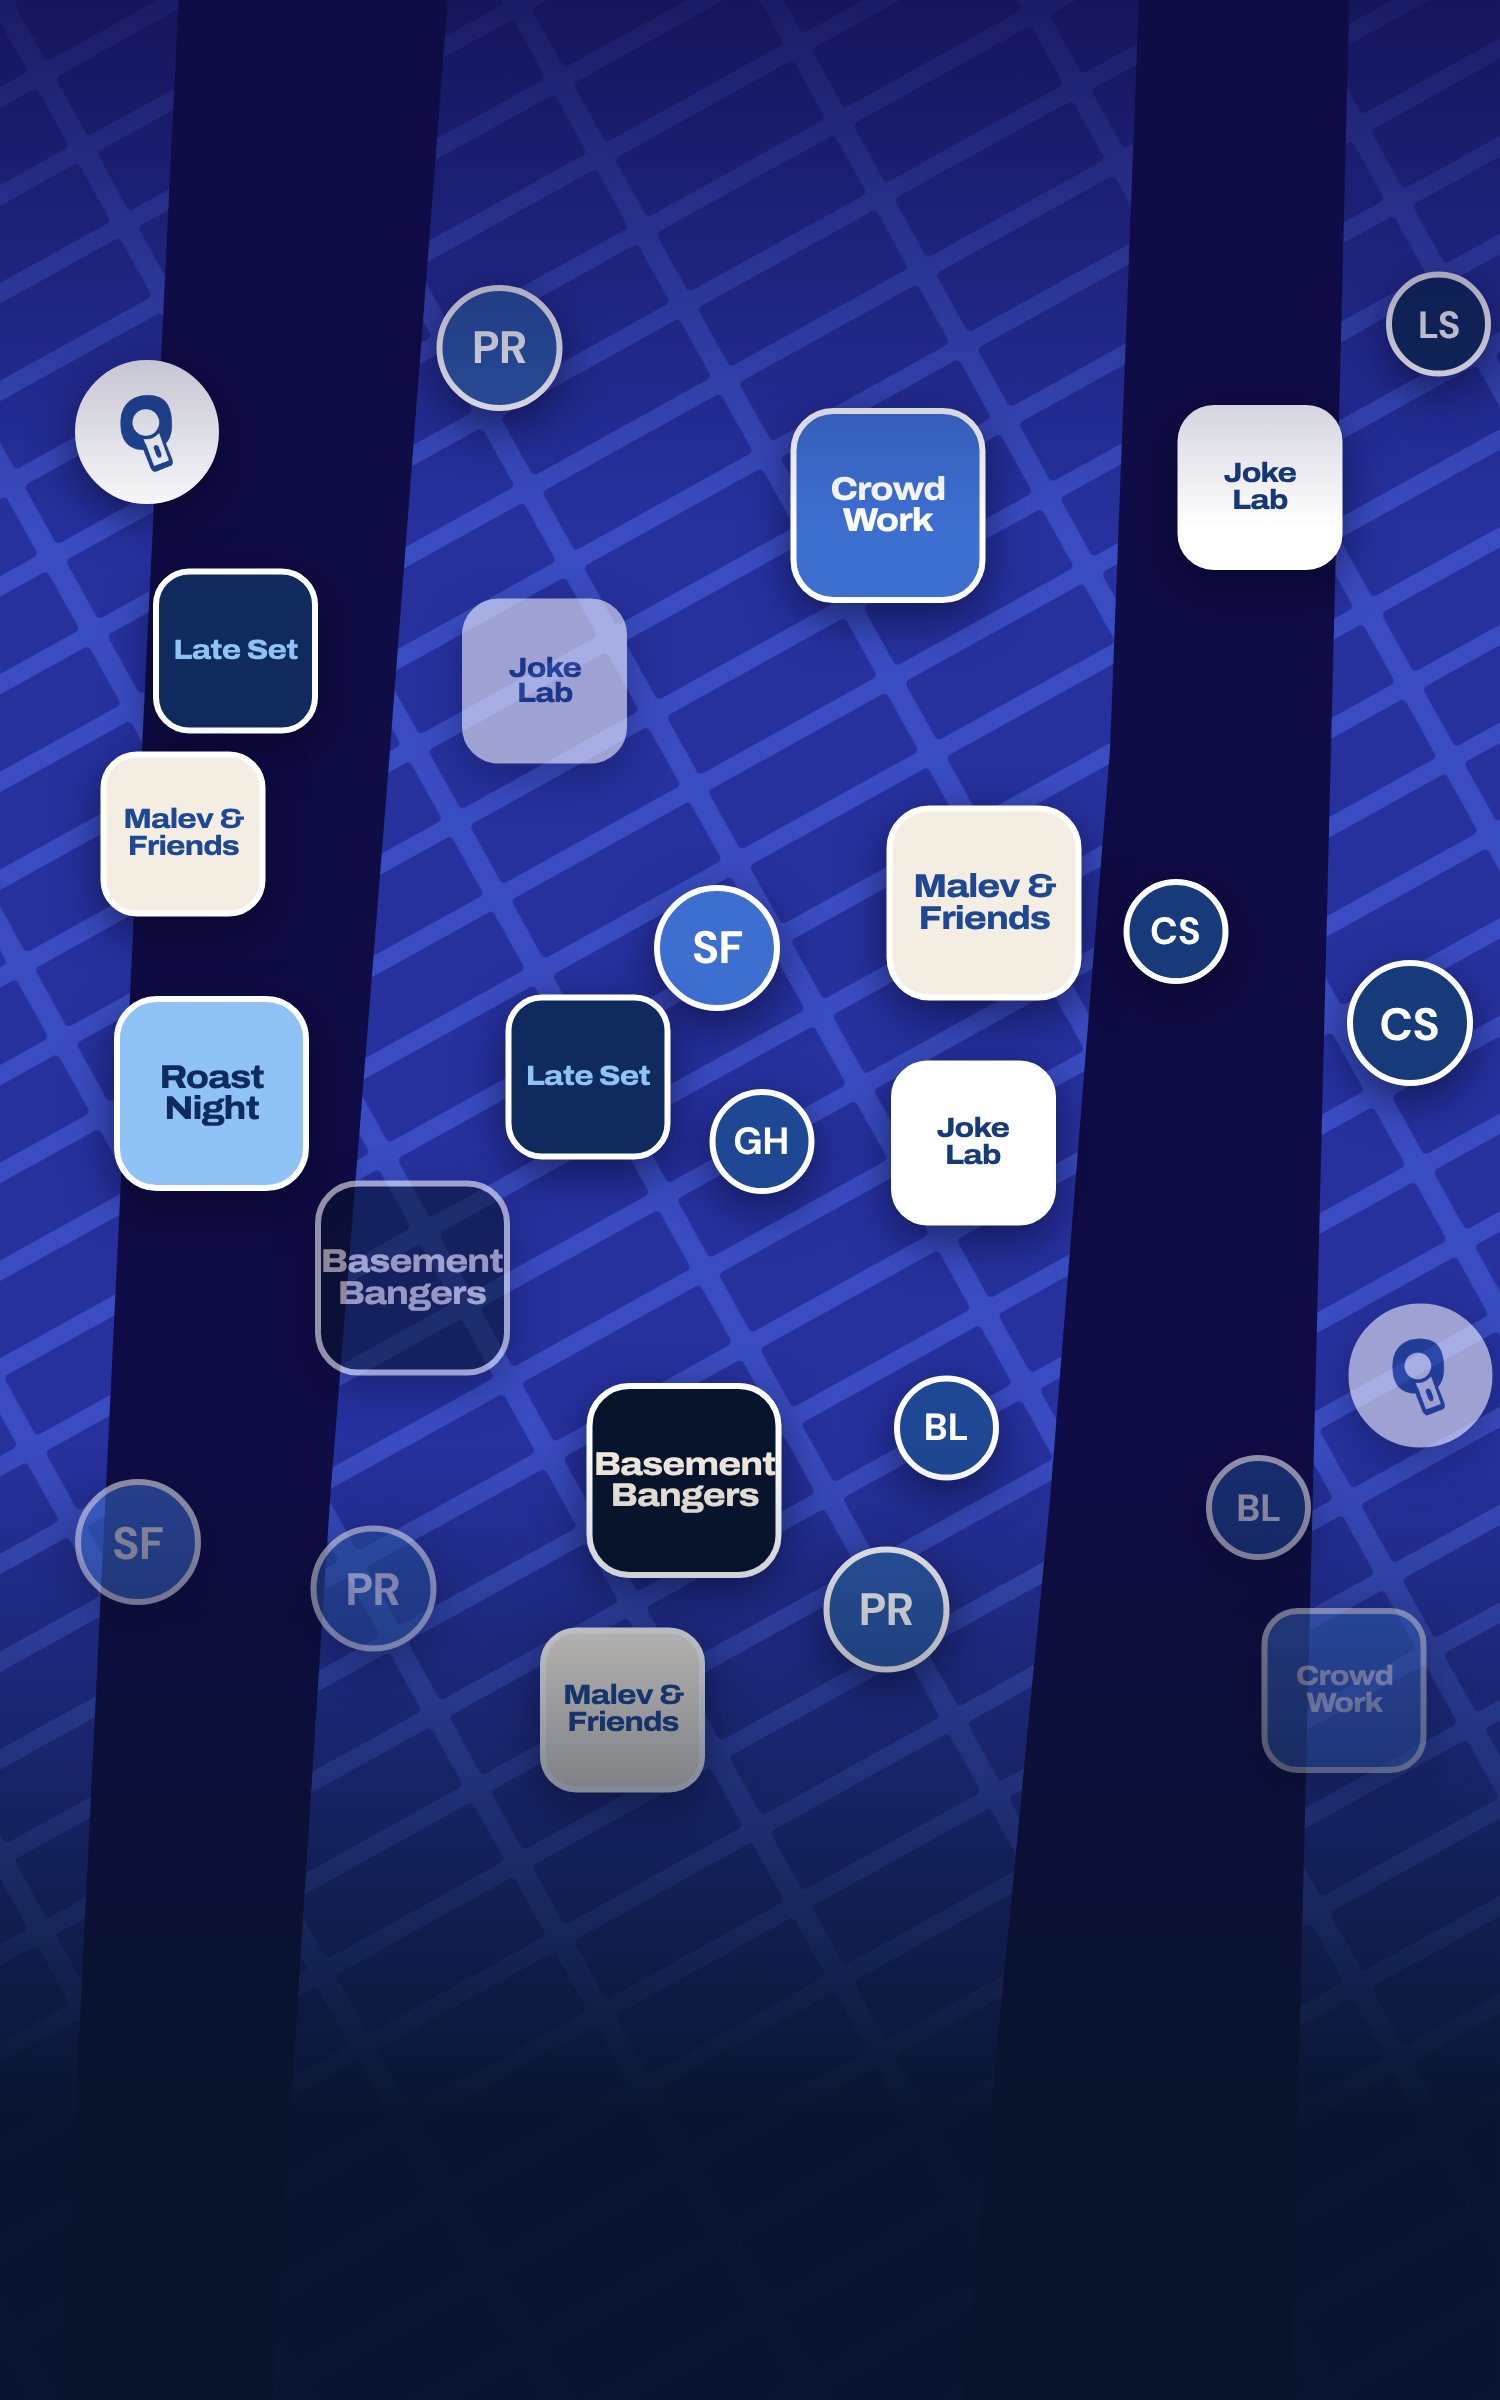 LS
PR
Joke
Lab
Crowd
Work
Late Set
Joke
Lab
Malev &
Friends
Malev &
Friends
CS
SF
CS
Late Set
Roast
Night
GH
Joke
Lab
Basement
Bangers
BL
Basement
Bangers
BL
SF
PR
PR
Crowd
Work
Malev &
Friends